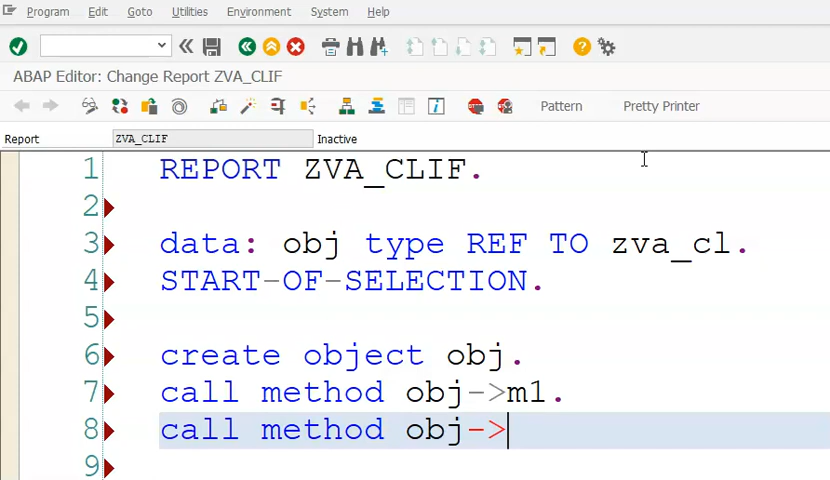 Program Edit Goto Utilities Environment System Help
ABAP Editor: Change Report ZVA_CLIF
Pattern Pretty Printer
Report ZVA_CLIF Inactive
1 REPORT ZVA_CLIF.
2
3 data: obj type REF TO zva_cl.
4 START-OF-SELECTION.
5
6 create object obj.
7 call method obj->m1.
8 call method obj->
9